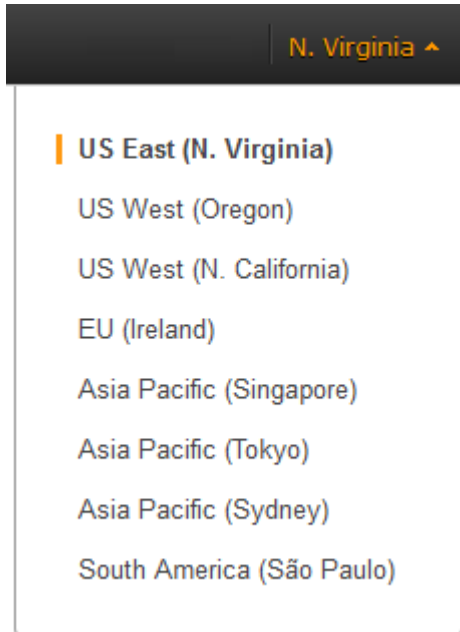 N. Virginia
US East (N. Virginia)
US West (Oregon)
US West (N. California)
EU (Ireland)
Asia Pacific (Singapore)
Asia Pacific (Tokyo)
Asia Pacific (Sydney)
South America (São Paulo)